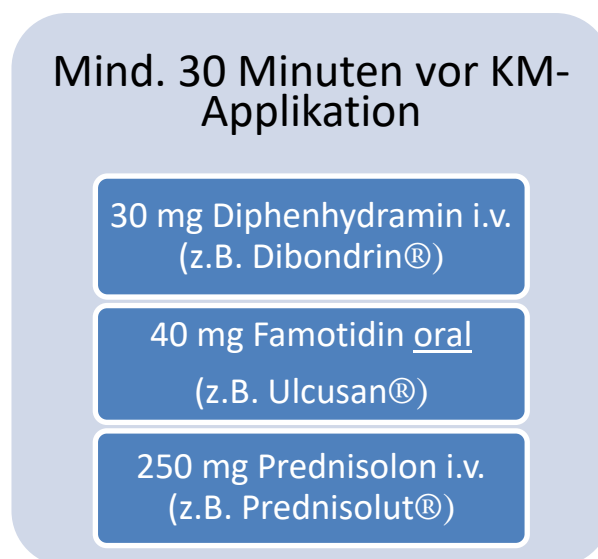 Mind. 30 Minuten vor KM-
Applikation
30 mg Diphenhydramin i.v.
(z.B. Dibondrin®)
40 mg Famotidin oral
(z.B. Ulcusan®)
250 mg Prednisolon i.v.
(z.B. Prednisolut®)